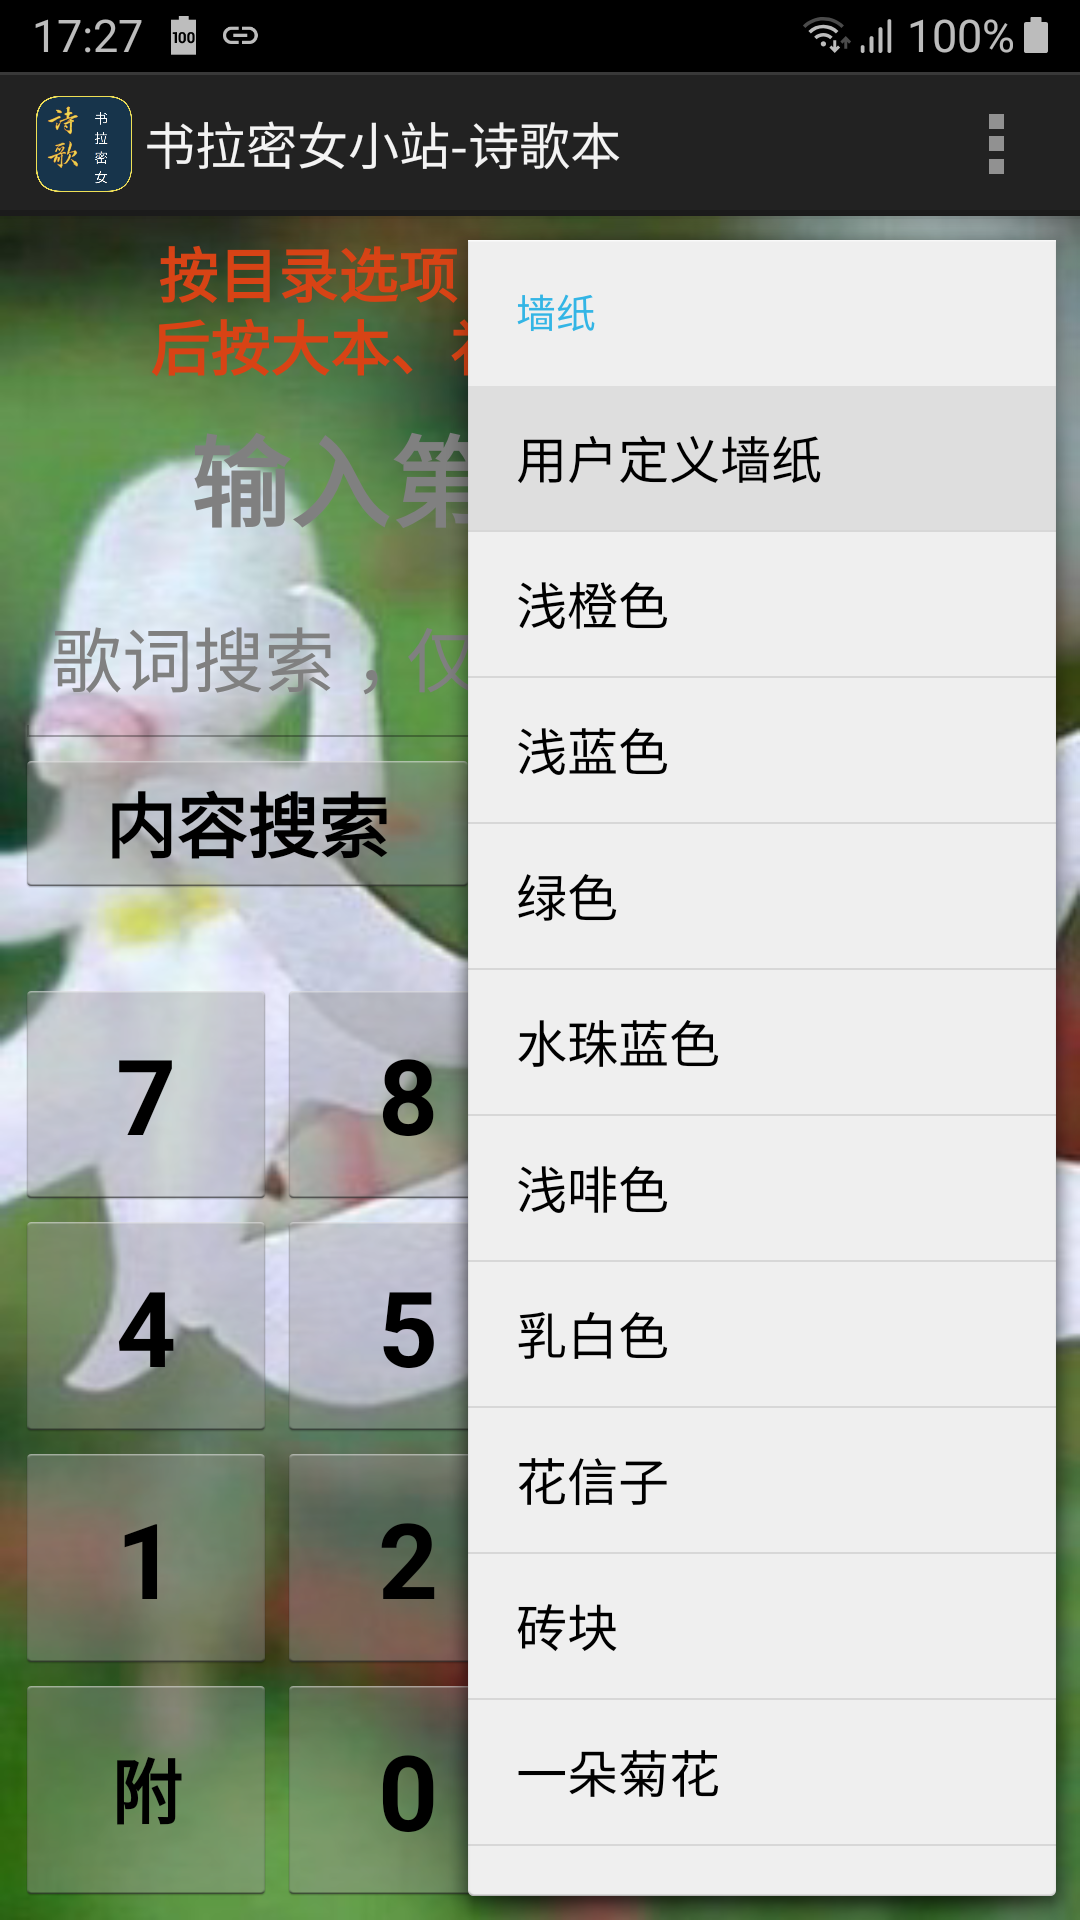 17:27
100
100%
诗歌
书拉密女
书拉密女小站-诗歌本
按目录选项
后按大本、
输入第
歌词搜索，仅
内容搜索
7 8
4 5
1 2
附 0
墙纸
用户定义墙纸
浅橙色
浅蓝色
绿色
水珠蓝色
浅啡色
乳白色
花信子
砖块
一朵菊花